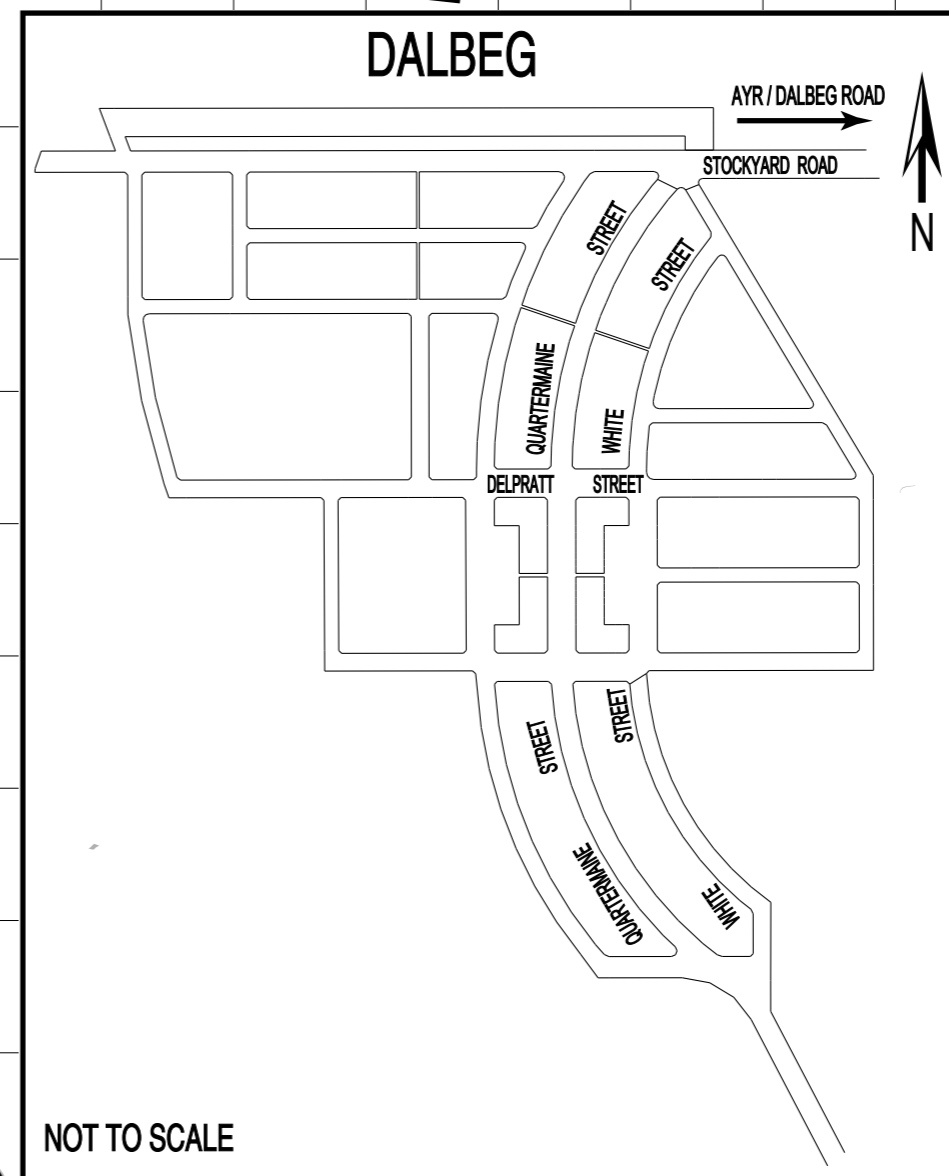 DALBEG
AYR / DALBEG ROAD
STOCKYARD ROAD
N
STREET
STREET
QUARTERMAINE
WHITE
DELPRATT STREET
STREET
STREET
QUARTERMAINE
WHITE
NOT TO SCALE